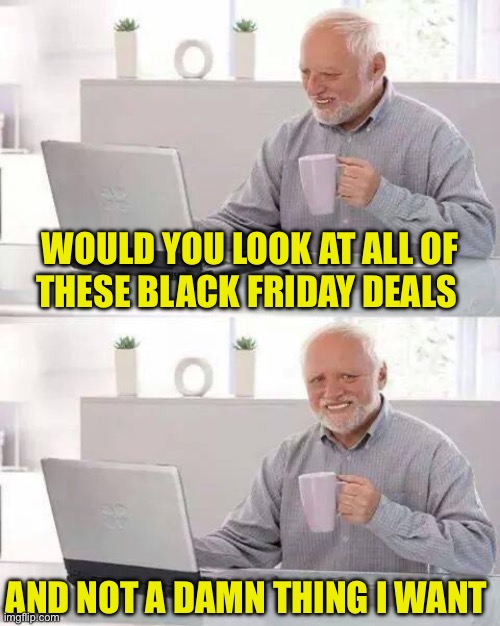 WOULD YOU LOOK AT ALL OF
THESE BLACK FRIDAY DEALS
AND NOT A DAMN THING I WANT
imgflip.com